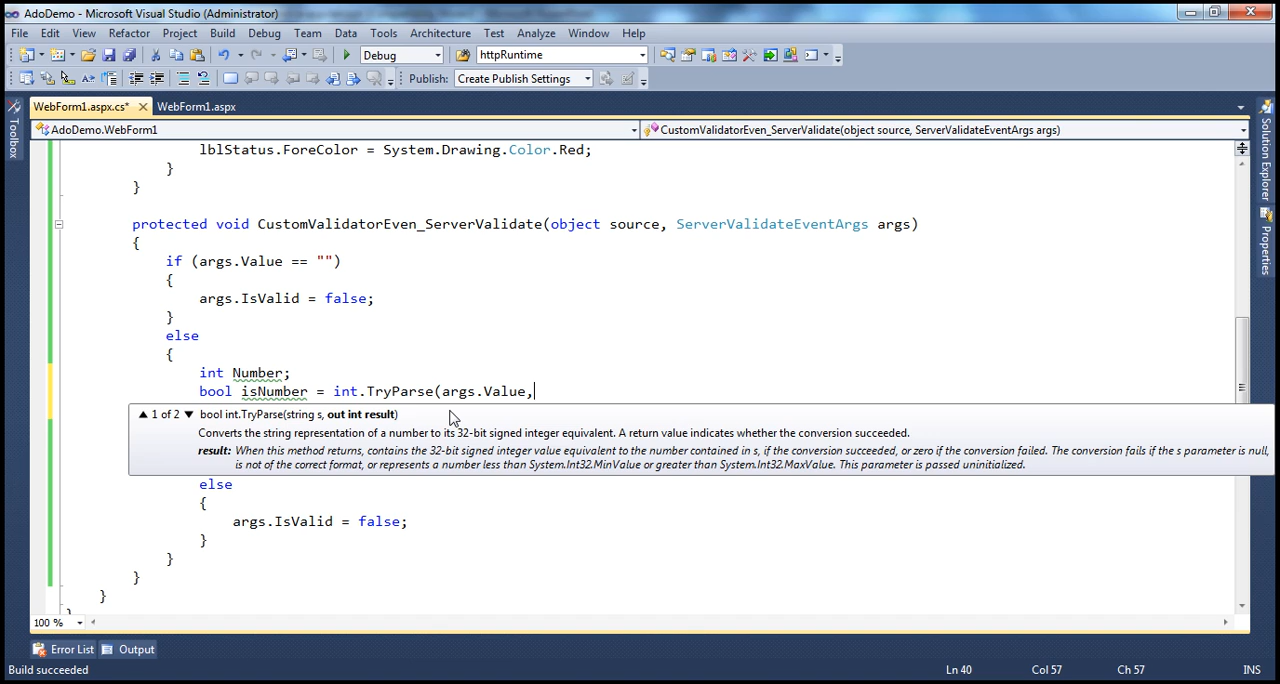 AdoDemo - Microsoft Visual Studio (Administrator)
File Edit View Refactor Project Build Debug Team Data Tools Architecture Test Analyze Window Help
Debug httpRuntime
Publish: Create Publish Settings
WebForm1.aspx.cs* WebForm1.aspx
AdoDemo.WebForm1 CustomValidatorEven_ServerValidate(object source, ServerValidateEventArgs args)
Toolbox
Solution Explorer
Properties
lblStatus.ForeColor = System.Drawing.Color.Red;
}
}
protected void CustomValidatorEven_ServerValidate(object source, ServerValidateEventArgs args)
{
if (args.Value == "")
{
args.IsValid = false;
}
else
{
int Number;
bool isNumber = int.TryParse(args.Value,
1 of 2 bool int.TryParse(string s, out int result)
Converts the string representation of a number to its 32-bit signed integer equivalent. A return value indicates whether the conversion succeeded.
result: When this method returns, contains the 32-bit signed integer value equivalent to the number contained in s, if the conversion succeeded, or zero if the conversion failed. The conversion fails if the s parameter is null,
is not of the correct format, or represents a number less than System.Int32.MinValue or greater than System.Int32.MaxValue. This parameter is passed uninitialized.
else
{
args.IsValid = false;
}
}
}
}
100 %
Error List Output
Build succeeded Ln 40 Col 57 Ch 57 INS